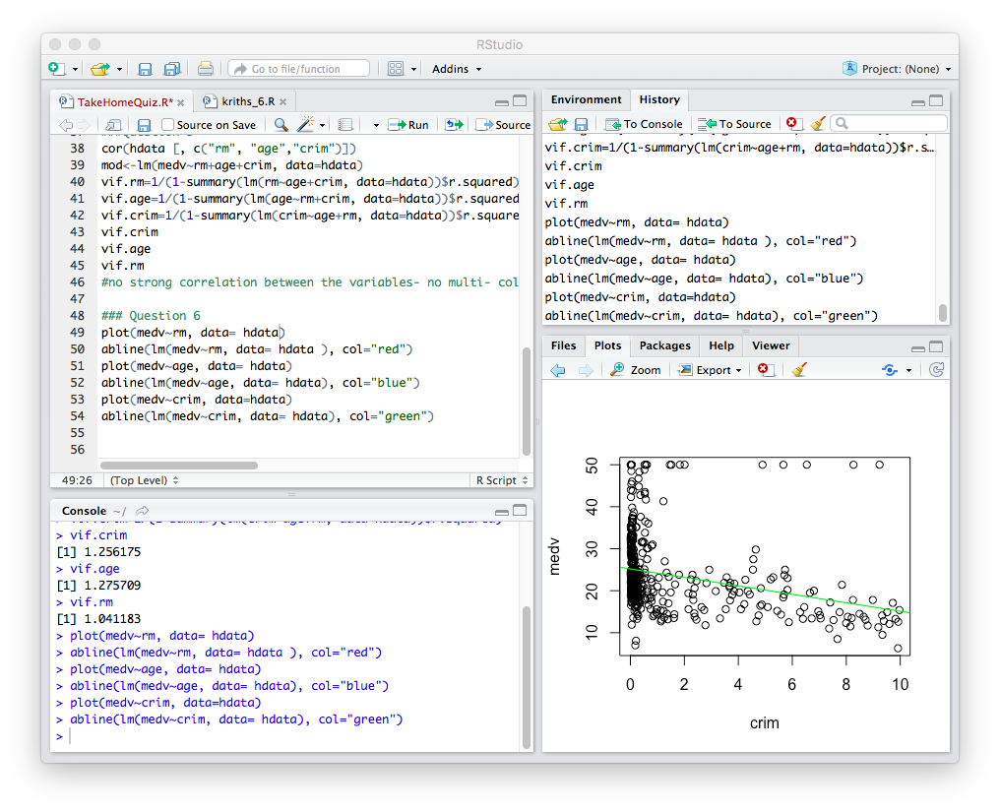 RStudio
Go to file/function
Addins
Project: (None)
TakeHomeQuiz.R*
kriths_6.R
Source on Save
Run
Source
38 cor(hdata [, c("rm", "age","crim")])
39 mod<-lm(medv~rm+age+crim, data=hdata)
40 vif.rm=1/(1-summary(lm(rm~age+crim, data=hdata))$r.squared)
41 vif.age=1/(1-summary(lm(age~rm+crim, data=hdata))$r.squared
42 vif.crim=1/(1-summary(lm(crim~age+rm, data=hdata))$r.square
43 vif.crim
44 vif.age
45 vif.rm
46 #no strong correlation between the variables- no multi- col
47
48 ### Question 6
49 plot(medv~rm, data= hdata)
50 abline(lm(medv~rm, data= hdata ), col="red")
51 plot(medv~age, data= hdata)
52 abline(lm(medv~age, data= hdata), col="blue")
53 plot(medv~crim, data=hdata)
54 abline(lm(medv~crim, data= hdata), col="green")
55
56
49:26
(Top Level)
R Script
Console ~/
> vif.crim
[1] 1.256175
> vif.age
[1] 1.275709
> vif.rm
[1] 1.041183
> plot(medv~rm, data= hdata)
> abline(lm(medv~rm, data= hdata ), col="red")
> plot(medv~age, data= hdata)
> abline(lm(medv~age, data= hdata), col="blue")
> plot(medv~crim, data=hdata)
> abline(lm(medv~crim, data= hdata), col="green")
>
Environment
History
To Console
To Source
vif.crim=1/(1-summary(lm(crim~age+rm, data=hdata))$r.s…
vif.crim
vif.age
vif.rm
plot(medv~rm, data= hdata)
abline(lm(medv~rm, data= hdata ), col="red")
plot(medv~age, data= hdata)
abline(lm(medv~age, data= hdata), col="blue")
plot(medv~crim, data=hdata)
abline(lm(medv~crim, data= hdata), col="green")
Files
Plots
Packages
Help
Viewer
Zoom
Export
50
40
30
20
10
medv
0 2 4 6 8 10
crim